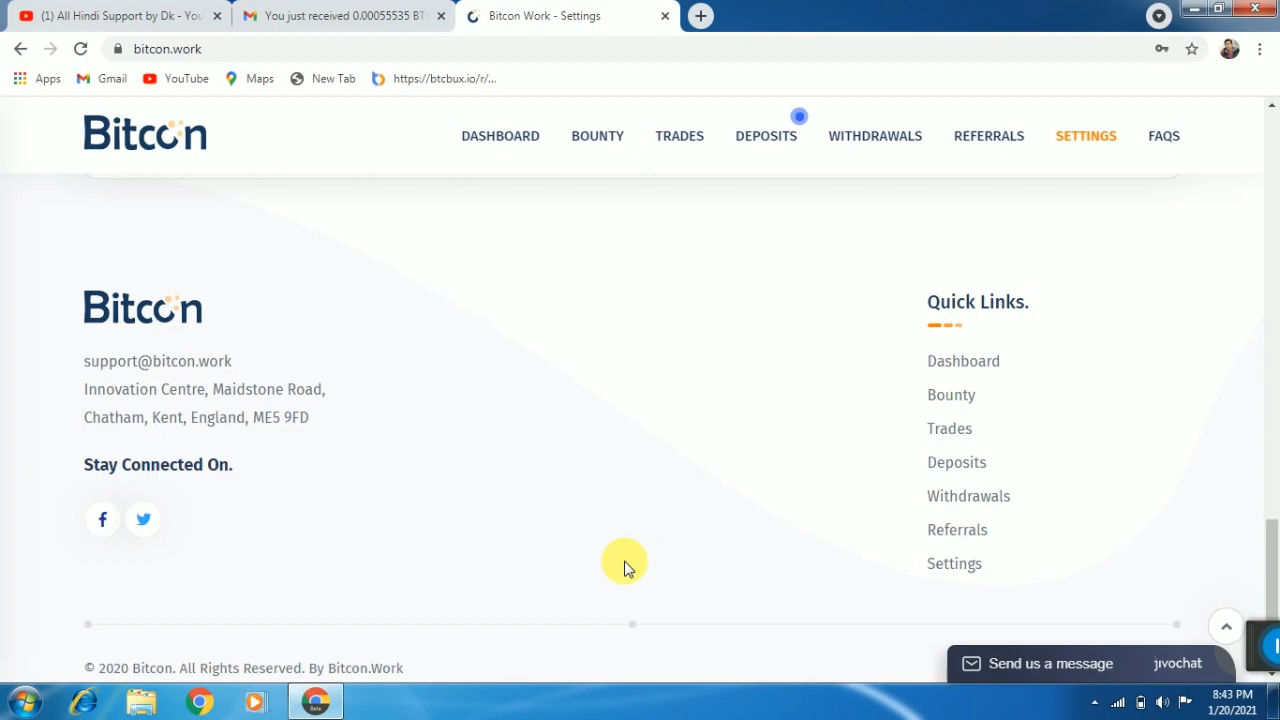 (1) All Hindi Support by Dk - You
You just received 0.00055535 BTC
Bitcon Work - Settings
bitcon.work
Apps
Gmail
YouTube
Maps
New Tab
https://btcbux.io/r/...
Bitcon
DASHBOARD
BOUNTY
TRADES
DEPOSITS
WITHDRAWALS
REFERRALS
SETTINGS
FAQS
Bitcon
support@bitcon.work
Innovation Centre, Maidstone Road,
Chatham, Kent, England, ME5 9FD
Stay Connected On.
Quick Links.
Dashboard
Bounty
Trades
Deposits
Withdrawals
Referrals
Settings
© 2020 Bitcon. All Rights Reserved. By Bitcon.Work
Send us a message
jivochat
Beta
8:43 PM
1/20/2021